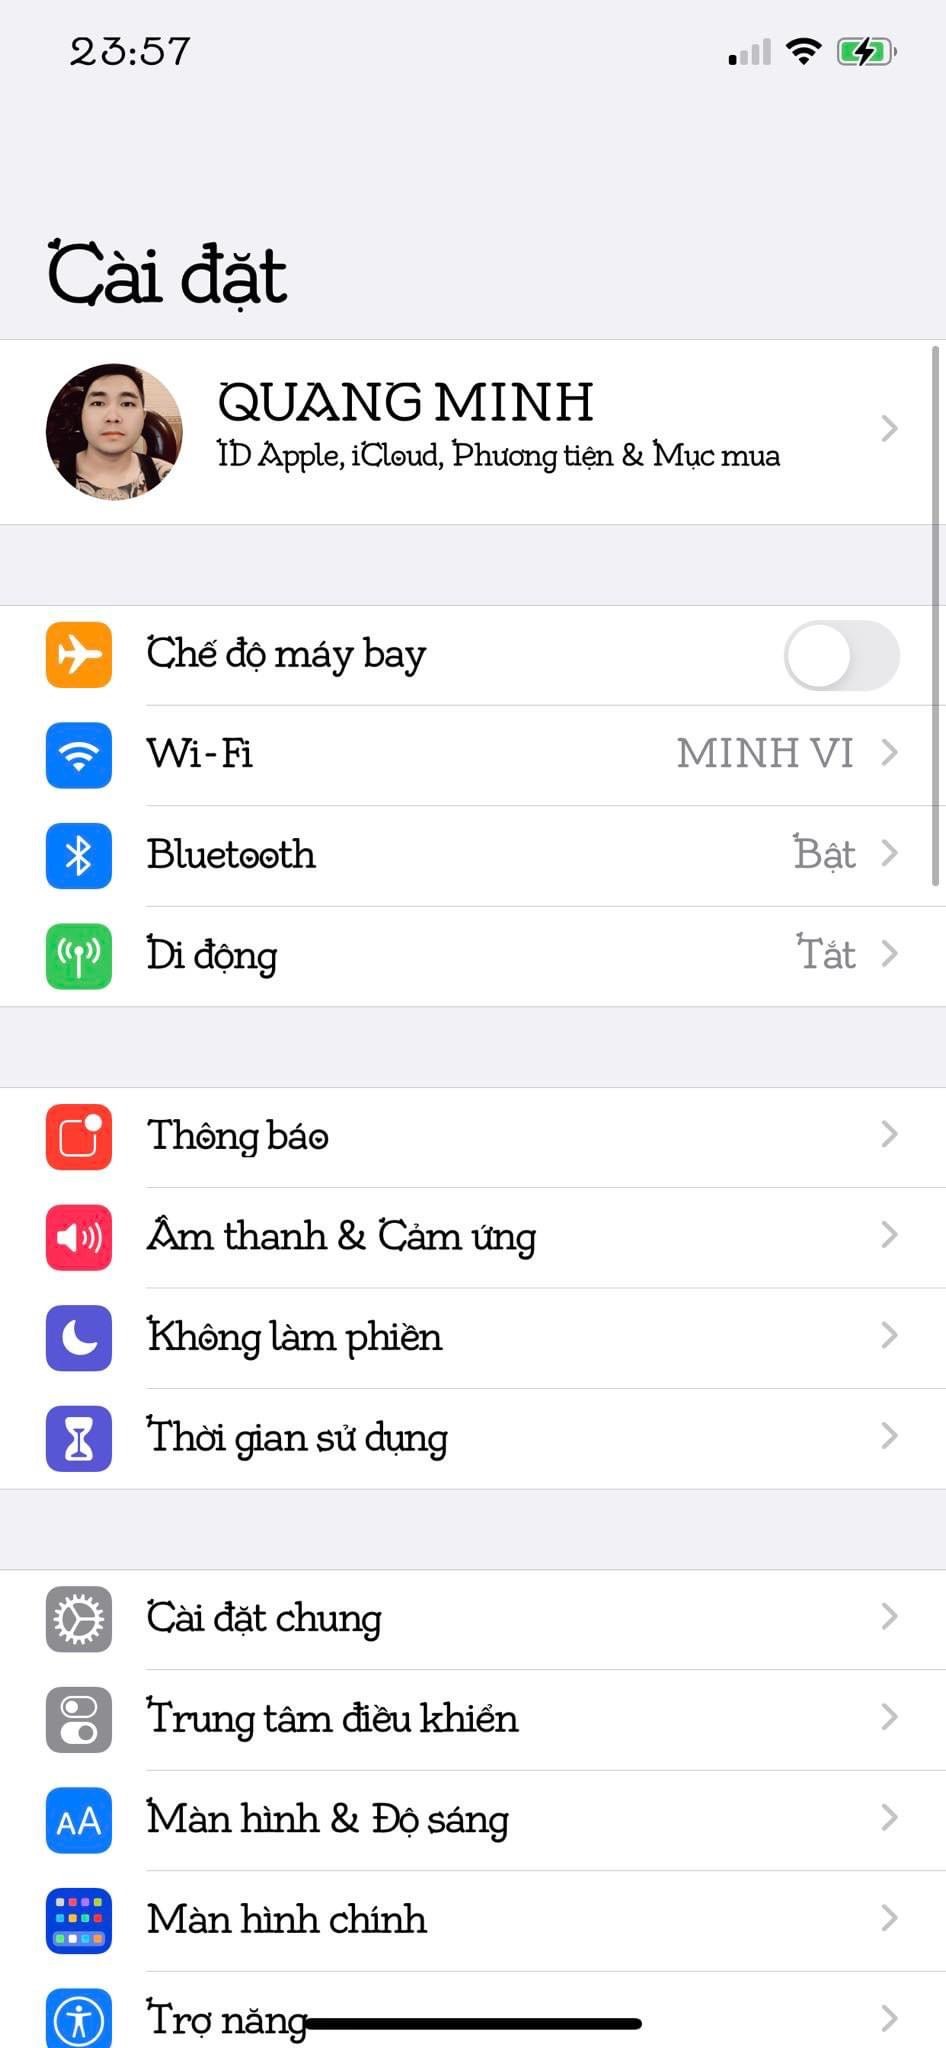 23:57
Cài đặt
QUANG MINH
ID Apple, iCloud, Phương tiện & Mục mua
Chế độ máy bay
Wi-Fi MINH VI
Bluetooth Bật
Di động Tắt
Thông báo
Âm thanh & Cảm ứng
Không làm phiền
Thời gian sử dụng
Cài đặt chung
Trung tâm điều khiển
AA Màn hình & Độ sáng
Màn hình chính
Trợ năng